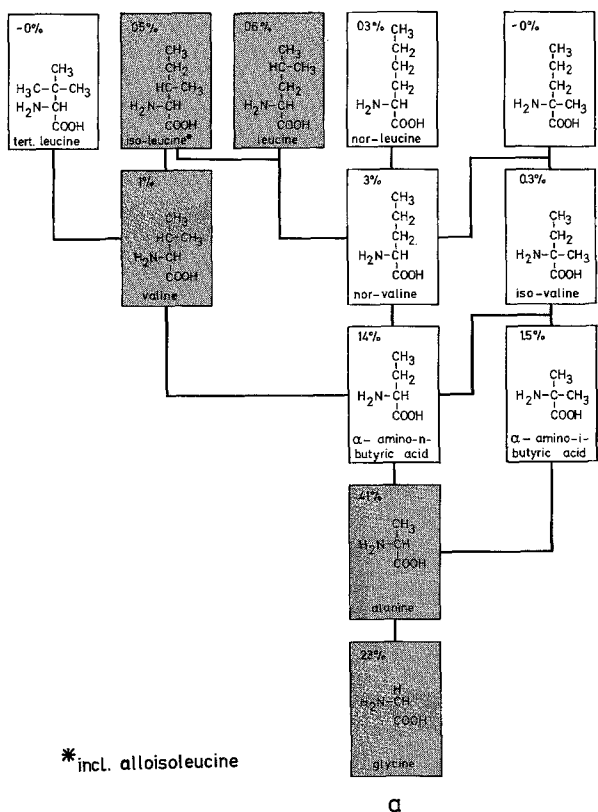 ~0%
CH₃
H₃C-C-CH₃
H₂N-CH
COOH
tert. leucine
05%
CH₃
CH₂
HC-CH₃
H₂N-CH
COOH
iso-leucine*
06%
CH₃
HC-CH₃
CH₂
H₂N-CH
COOH
leucine
03%
CH₃
CH₂
CH₂
CH₂
H₂N-CH
COOH
nor-leucine
~0%
CH₃
CH₂
CH₂
H₂N-C-CH₃
COOH
1%
CH₃
HC-CH₃
H₂N-CH
COOH
valine
3%
CH₃
CH₂
CH₂
H₂N-CH
COOH
nor-valine
0.3%
CH₃
CH₂
H₂N-C-CH₃
COOH
iso-valine
14%
CH₃
CH₂
H₂N-CH
COOH
α- amino-n-
butyric acid
1.5%
CH₃
H₂N-C-CH₃
COOH
α- amino-i-
butyric acid
41%
CH₃
H₂N-CH
COOH
alanine
23%
H
H₂N-CH
COOH
glycine
*incl. alloisoleucine
a